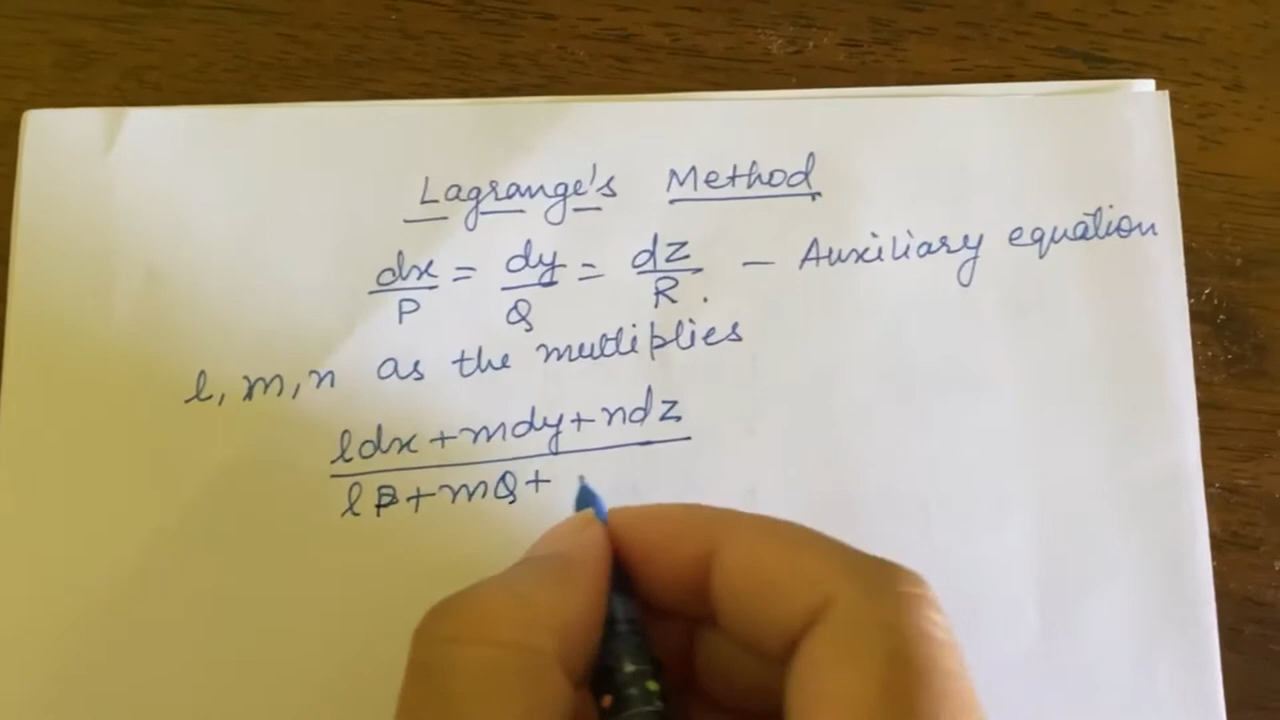 Lagrange's Method
dx/P = dy/Q = dz/R. — Auxiliary equation
l, m, n as the multiplies
ldx+mdy+ndz
lP+mQ+